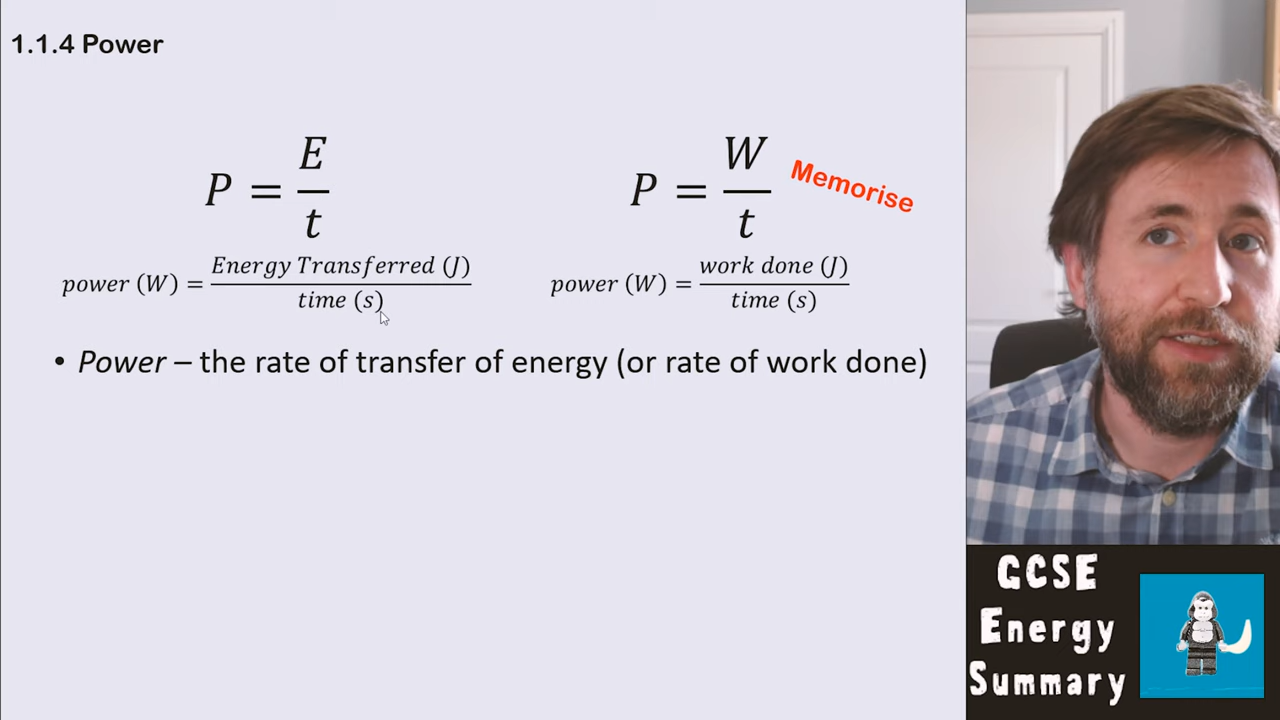 1.1.4 Power
P = E/t
power (W) = Energy Transferred (J)/time (s)
P = W/t
Memorise
power (W) = work done (J)/time (s)
• Power – the rate of transfer of energy (or rate of work done)
GCSE
Energy
Summary